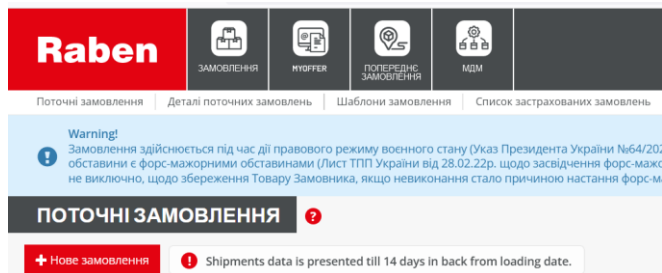 Raben
ЗАМОВЛЕННЯ
MYOFFER
ПОПЕРЕДНЄ
ЗАМОВЛЕННЯ
МДМ
Поточні замовлення | Деталі поточних замовлень | Шаблони замовлення | Список застрахованих замовлень
Warning!
Замовлення здійснюється під час дії правового режиму воєнного стану (Указ Президента України №64/202
обставини є форс-мажорними обставинами (Лист ТПП України від 28.02.22р. щодо засвідчення форс-мажо
не виключно, щодо збереження Товару Замовника, якщо невиконання стало причиною настання форс-ма
ПОТОЧНІ ЗАМОВЛЕННЯ ?
+ Нове замовлення ! Shipments data is presented till 14 days in back from loading date.